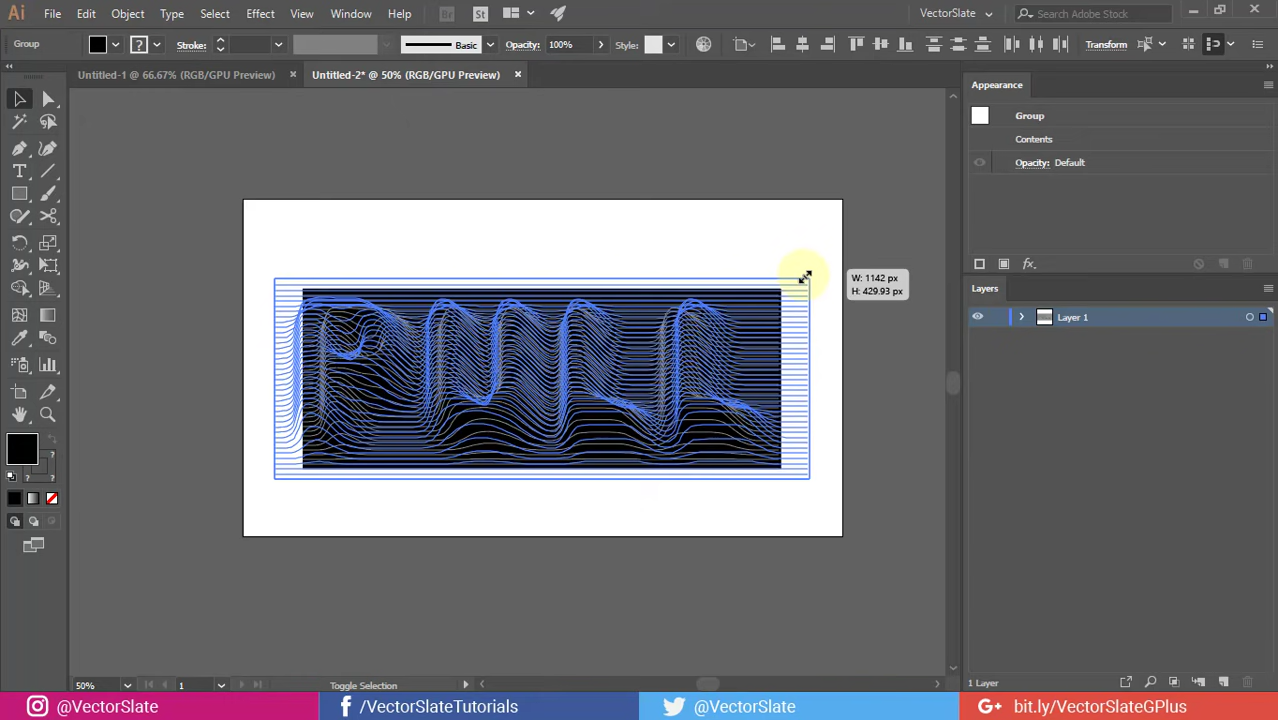 Ai File Edit Object Type Select Effect View Window Help Br St VectorSlate Search Adobe Stock
Group Stroke: Basic Opacity: 100% Style: Transform
Untitled-1 @ 66.67% (RGB/GPU Preview) × Untitled-2* @ 50% (RGB/GPU Preview) ×
Appearance
Group
Contents
Opacity: Default
fx
Layers
Layer 1
W: 1142 px
H: 429.93 px
50% 1 Toggle Selection
1 Layer
@VectorSlate
/VectorSlateTutorials
@VectorSlate
G+ bit.ly/VectorSlateGPlus